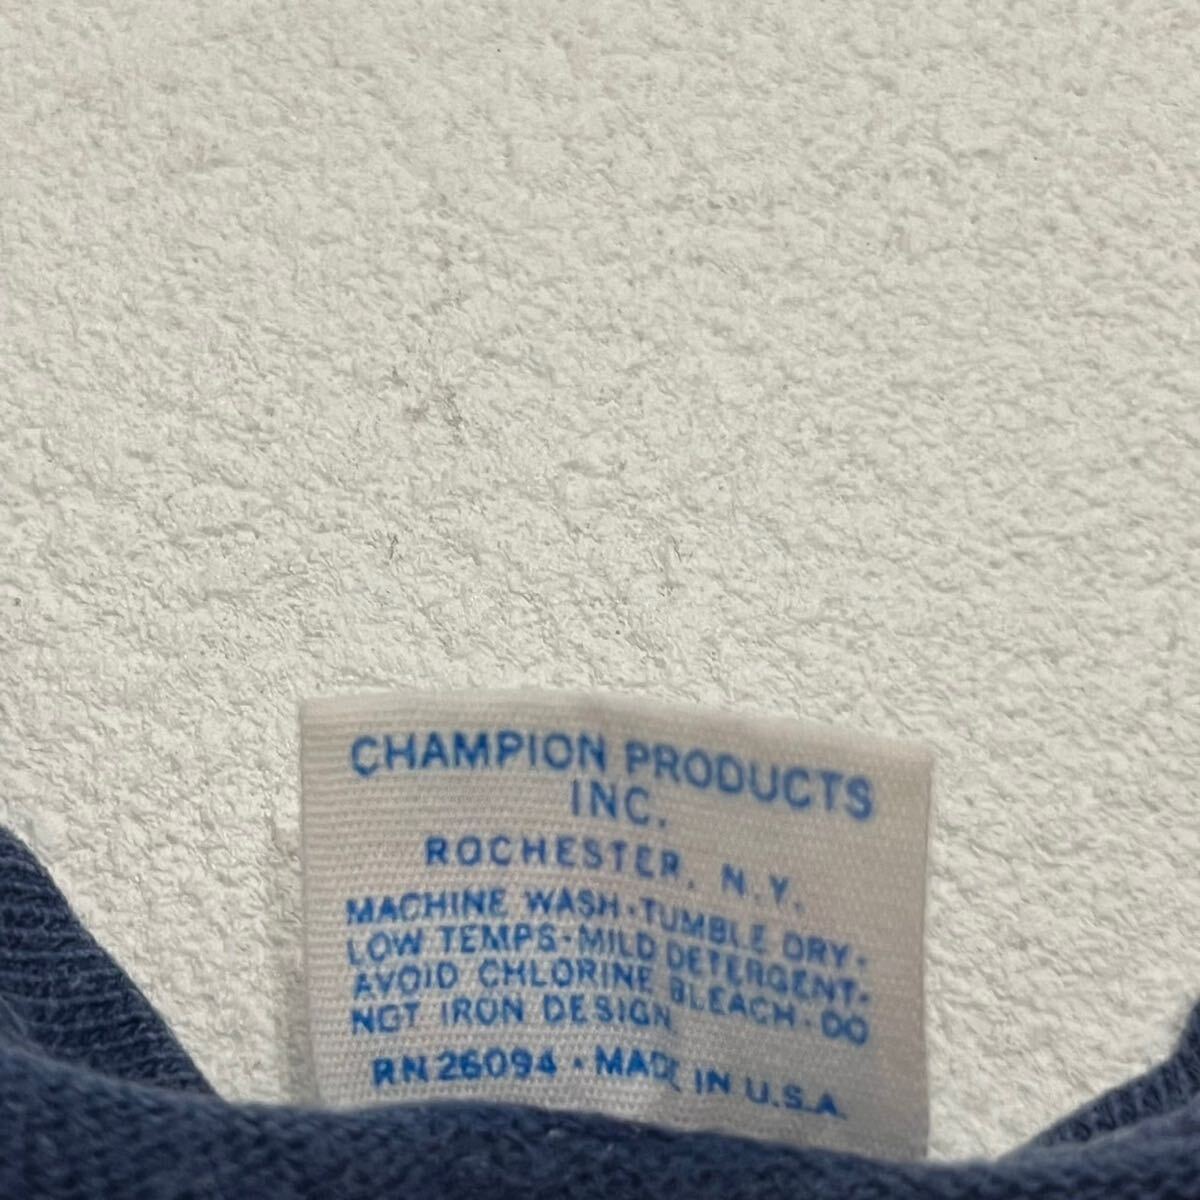 CHAMPION PRODUCTS
INC.
ROCHESTER, N.Y.
MACHINE WASH·TUMBLE DRY·
LOW TEMPS·MILD DETERGENT·
AVOID CHLORINE BLEACH·DO
NOT IRON DESIGN
RN 26094 · MADE IN U.S.A.